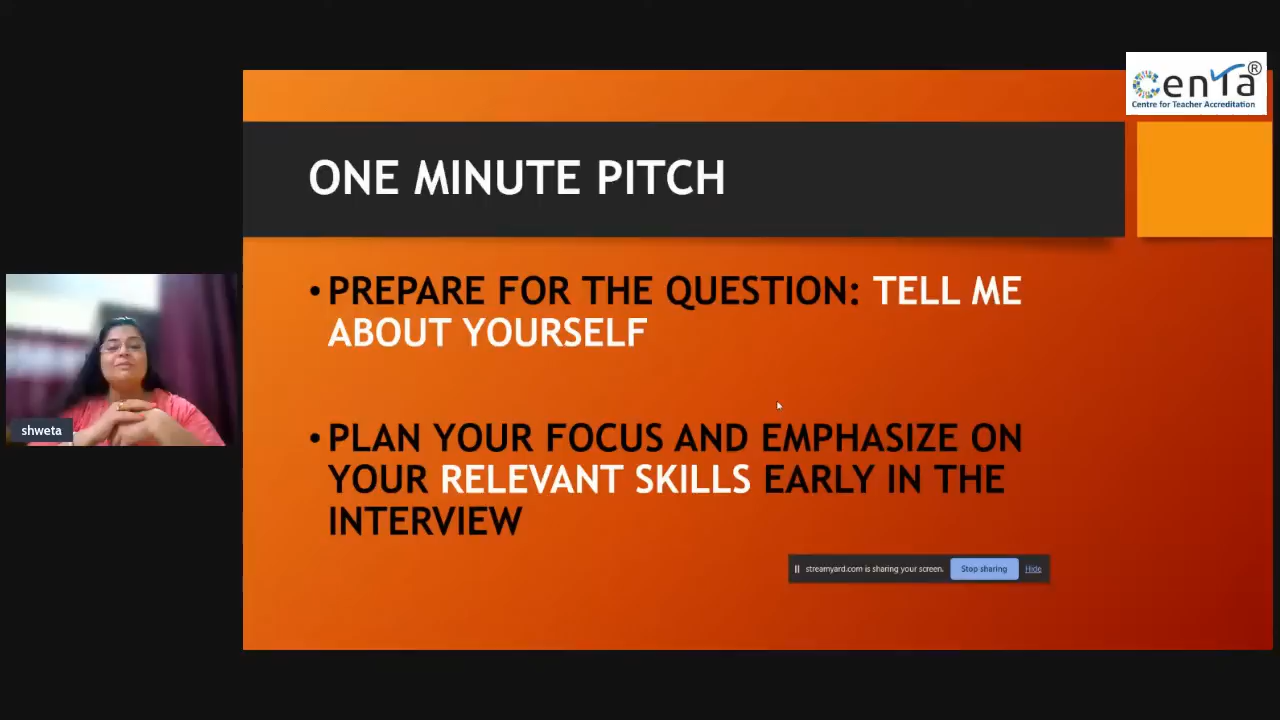 CENTA®
Centre for Teacher Accreditation
ONE MINUTE PITCH
• PREPARE FOR THE QUESTION: TELL ME
ABOUT YOURSELF
shweta
• PLAN YOUR FOCUS AND EMPHASIZE ON
YOUR RELEVANT SKILLS EARLY IN THE
INTERVIEW
streamyard.com is sharing your screen. Stop sharing Hide